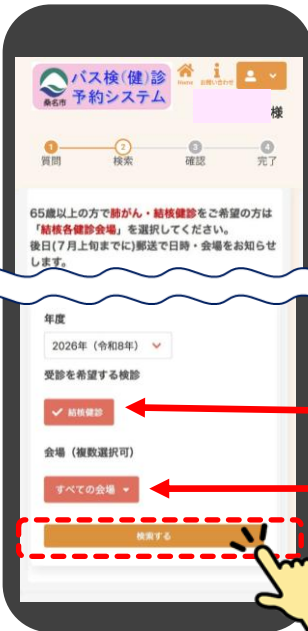 バス検(健)診
桑名市 予約システム
Home お問い合わせ
様
1 2 3 4
質問 検索 確認 完了
65歳以上の方で肺がん・結核健診をご希望の方は
「結核各健診会場」を選択してください。
後日(7月上旬までに)郵送で日時・会場をお知らせ
します。
年度
2026年（令和8年）
受診を希望する検診
結核健診
会場（複数選択可）
すべての会場
検索する